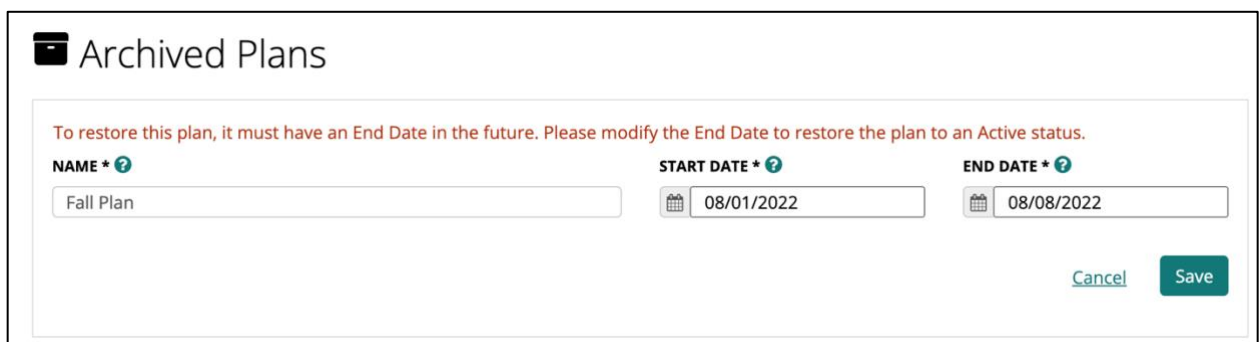 Archived Plans
To restore this plan, it must have an End Date in the future. Please modify the End Date to restore the plan to an Active status.
NAME * ? START DATE * ? END DATE * ?
Fall Plan 08/01/2022 08/08/2022
Cancel Save